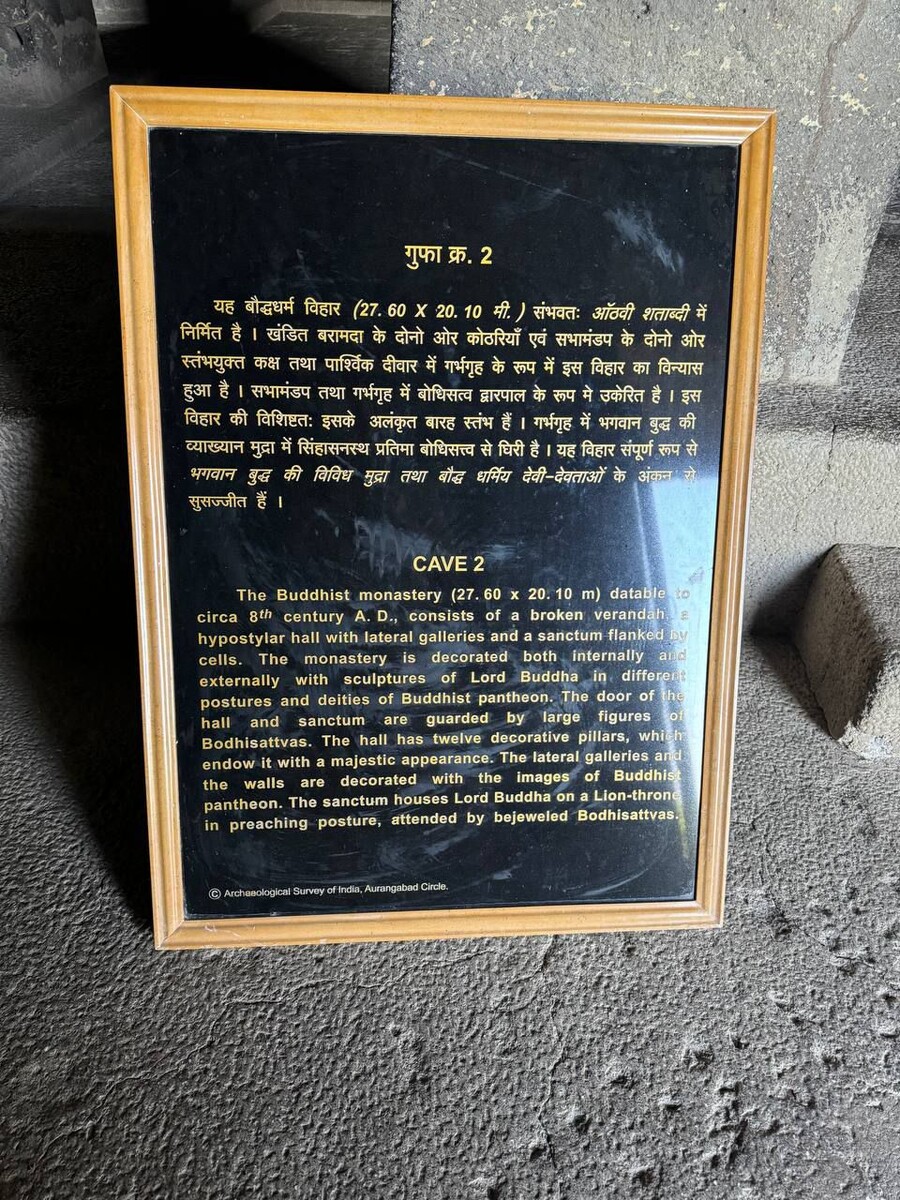 गुफा क्र. 2
यह बौद्धधर्म विहार (27.60 X 20.10 मी.) संभवतः ऑठवी शताब्दी में
निर्मित है । खंडित बरामदा के दोनो ओर कोठरियाँ एवं सभामंडप के दोनो ओर
स्तंभयुक्त कक्ष तथा पार्श्विक दीवार में गर्भगृह के रूप में इस विहार का विन्यास
हुआ है । सभामंडप तथा गर्भगृह में बोधिसत्व द्वारपाल के रूप मे उकेरित है । इस
विहार की विशिष्टतः इसके अलंकृत बारह स्तंभ हैं । गर्भगृह में भगवान बुद्ध की
व्याख्यान मुद्रा में सिंहासनस्थ प्रतिमा बोधिसत्त्व से घिरी है । यह विहार संपूर्ण रूप से
भगवान बुद्ध की विविध मुद्रा तथा बौद्ध धर्मिय देवी-देवताओं के अंकन से
सुसज्जीत हैं ।
CAVE 2
The Buddhist monastery (27.60 x 20.10 m) datable to
circa 8th century A.D., consists of a broken verandah, a
hypostylar hall with lateral galleries and a sanctum flanked by
cells. The monastery is decorated both internally and
externally with sculptures of Lord Buddha in different
postures and deities of Buddhist pantheon. The door of the
hall and sanctum are guarded by large figures of
Bodhisattvas. The hall has twelve decorative pillars, which
endow it with a majestic appearance. The lateral galleries and
the walls are decorated with the images of Buddhist
pantheon. The sanctum houses Lord Buddha on a Lion-throne
in preaching posture, attended by bejeweled Bodhisattvas.
© Archaeological Survey of India, Aurangabad Circle.